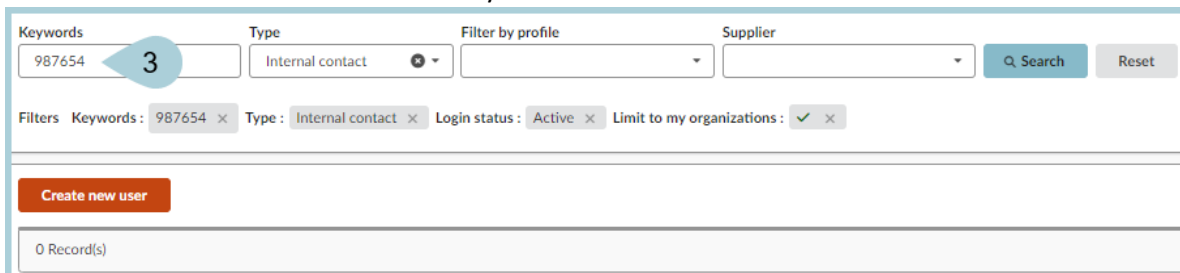 Keywords Type Filter by profile Supplier
987654 3 Internal contact Search Reset
Filters Keywords : 987654 × Type : Internal contact × Login status : Active × Limit to my organizations : ✓ ×
Create new user
0 Record(s)